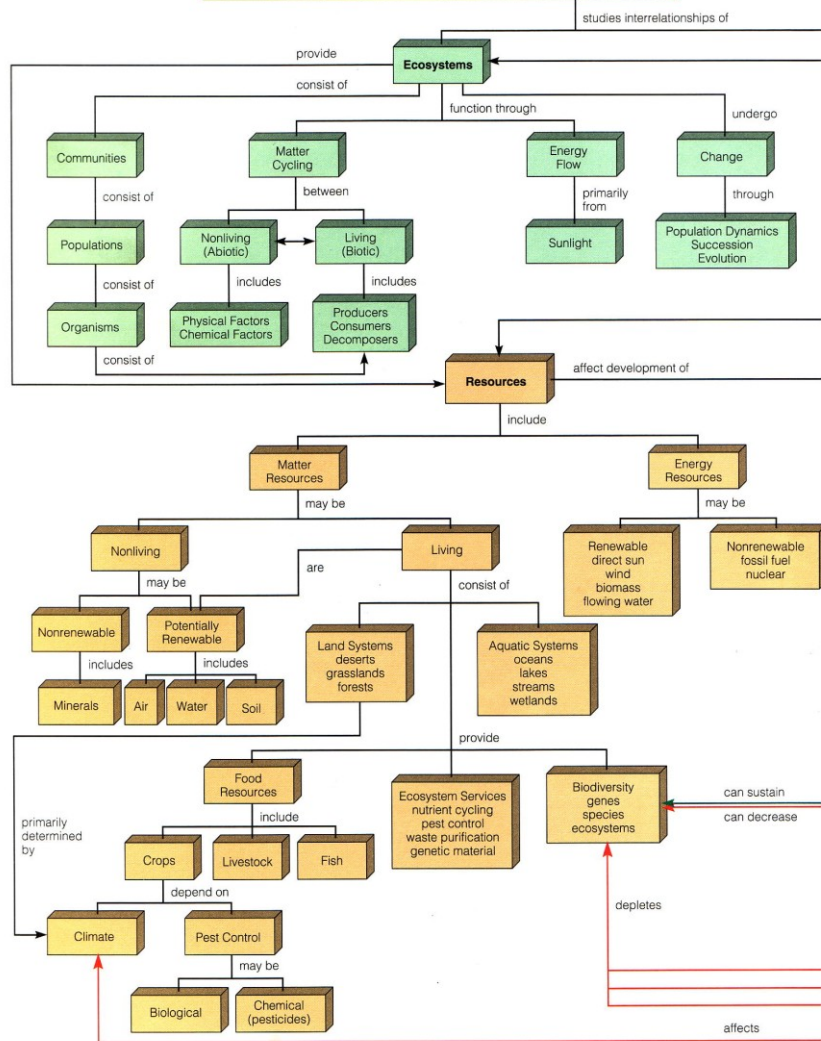 studies interrelationships of
provide
Ecosystems
consist of
function through
undergo
Communities
Matter
Cycling
Energy
Flow
Change
consist of
between
primarily
from
through
Populations
Nonliving
(Abiotic)
Living
(Biotic)
Sunlight
Population Dynamics
Succession
Evolution
consist of
includes
includes
Organisms
Physical Factors
Chemical Factors
Producers
Consumers
Decomposers
consist of
Resources
affect development of
include
Matter
Resources
Energy
Resources
may be
may be
Nonliving
Living
Renewable
direct sun
wind
biomass
flowing water
Nonrenewable
fossil fuel
nuclear
may be
are
consist of
Nonrenewable
Potentially
Renewable
Land Systems
deserts
grasslands
forests
Aquatic Systems
oceans
lakes
streams
wetlands
includes
includes
Minerals
Air
Water
Soil
provide
Food
Resources
Ecosystem Services
nutrient cycling
pest control
waste purification
genetic material
Biodiversity
genes
species
ecosystems
can sustain
can decrease
primarily
determined
by
include
Crops
Livestock
Fish
depend on
depletes
Climate
Pest Control
may be
Biological
Chemical
(pesticides)
affects